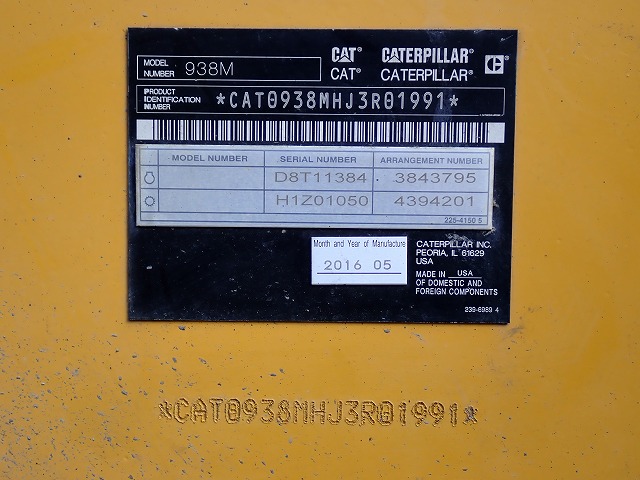 MODEL NUMBER 938M
CAT® CATERPILLAR®
CAT® CATERPILLAR®
PRODUCT IDENTIFICATION NUMBER *CAT0938MHJ3R01991*
MODEL NUMBER SERIAL NUMBER ARRANGEMENT NUMBER
D8T11384 3843795
H1Z01050 4394201
225-4150 5
Month and Year of Manufacture
2016 05
CATERPILLAR INC.
PEORIA, IL 61629
USA
MADE IN USA
OF DOMESTIC AND
FOREIGN COMPONENTS
239-6989 4
*CAT0938MHJ3R01991*